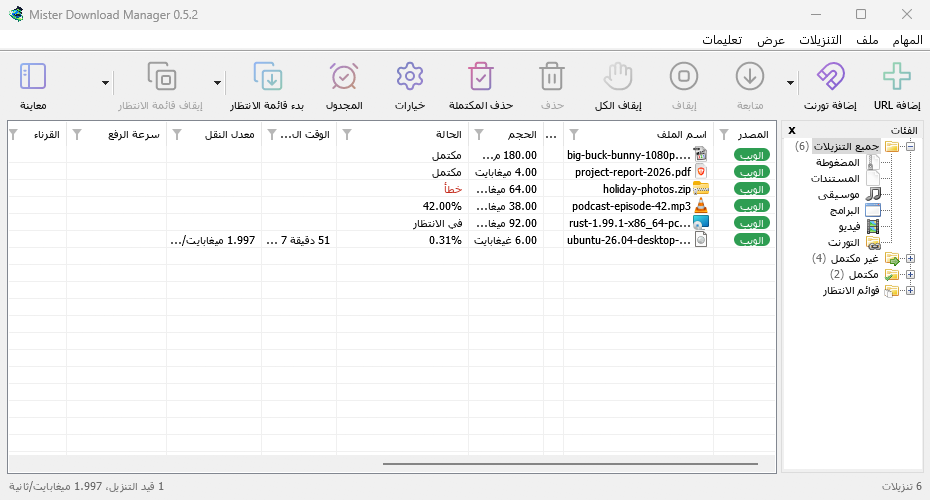 Mister Download Manager 0.5.2
المهام ملف التنزيلات عرض تعليمات
إضافة URL إضافة تورنت متابعة إيقاف إيقاف الكل حذف حذف المكتملة خيارات المجدول بدء قائمة الانتظار إيقاف قائمة الانتظار معاينة
الفئات x
جميع التنزيلات (6)
المضغوطة
المستندات
موسيقى
البرامج
فيديو
التورنت
غير مكتمل (4)
مكتمل (2)
قوائم الانتظار
المصدر اسم الملف ... الحجم الحالة الوقت ال... معدل النقل سرعة الرفع القرناء
الويب big-buck-bunny-1080p.... 180.00 م... مكتمل
الويب project-report-2026.pdf 4.00 ميغابايت مكتمل
الويب holiday-photos.zip 64.00 ميغا... خطأ
الويب podcast-episode-42.mp3 38.00 ميغا... 42.00%
الويب rust-1.99.1-x86_64-pc... 92.00 ميغا... في الانتظار
الويب ubuntu-26.04-desktop-... 6.00 غيغابايت 0.31% 51 دقيقة 7 ... 1.997 ميغابايت/...
6 تنزيلات
1 قيد التنزيل، 1.997 ميغابايت/ثانية